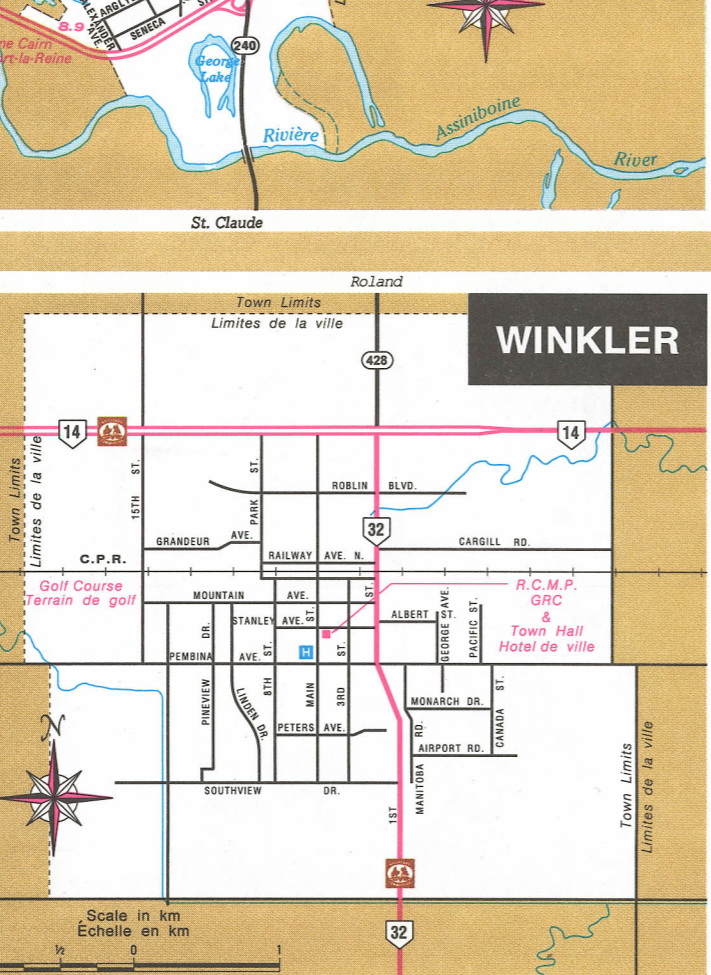 ARGYLE
ALEXANDER
AVE.
SENECA
8.9
ne Cairn
ort-la-Reine
240
George
Lake
Rivière
Assiniboine
River
St. Claude
Roland
Town Limits
Limites de la ville
WINKLER
428
14
14
Town Limits
Limites de la ville
15TH ST.
PARK ST.
ROBLIN BLVD.
32
GRANDEUR AVE.
CARGILL RD.
C.P.R.
RAILWAY AVE. N.
Golf Course
Terrain de golf
MOUNTAIN AVE.
ST.
R.C.M.P.
GRC
&
Town Hall
Hotel de ville
STANLEY AVE.
ALBERT ST.
GEORGE AVE.
PACIFIC ST.
PEMBINA AVE.
H
PINEVIEW DR.
LINDEN DR.
8TH ST.
MAIN ST.
3RD ST.
MONARCH DR.
CANADA ST.
PETERS AVE.
AIRPORT RD.
MANITOBA RD.
N
SOUTHVIEW DR.
1ST
Town Limits
Limites de la ville
32
Scale in km
Échelle en km
½ 0 1